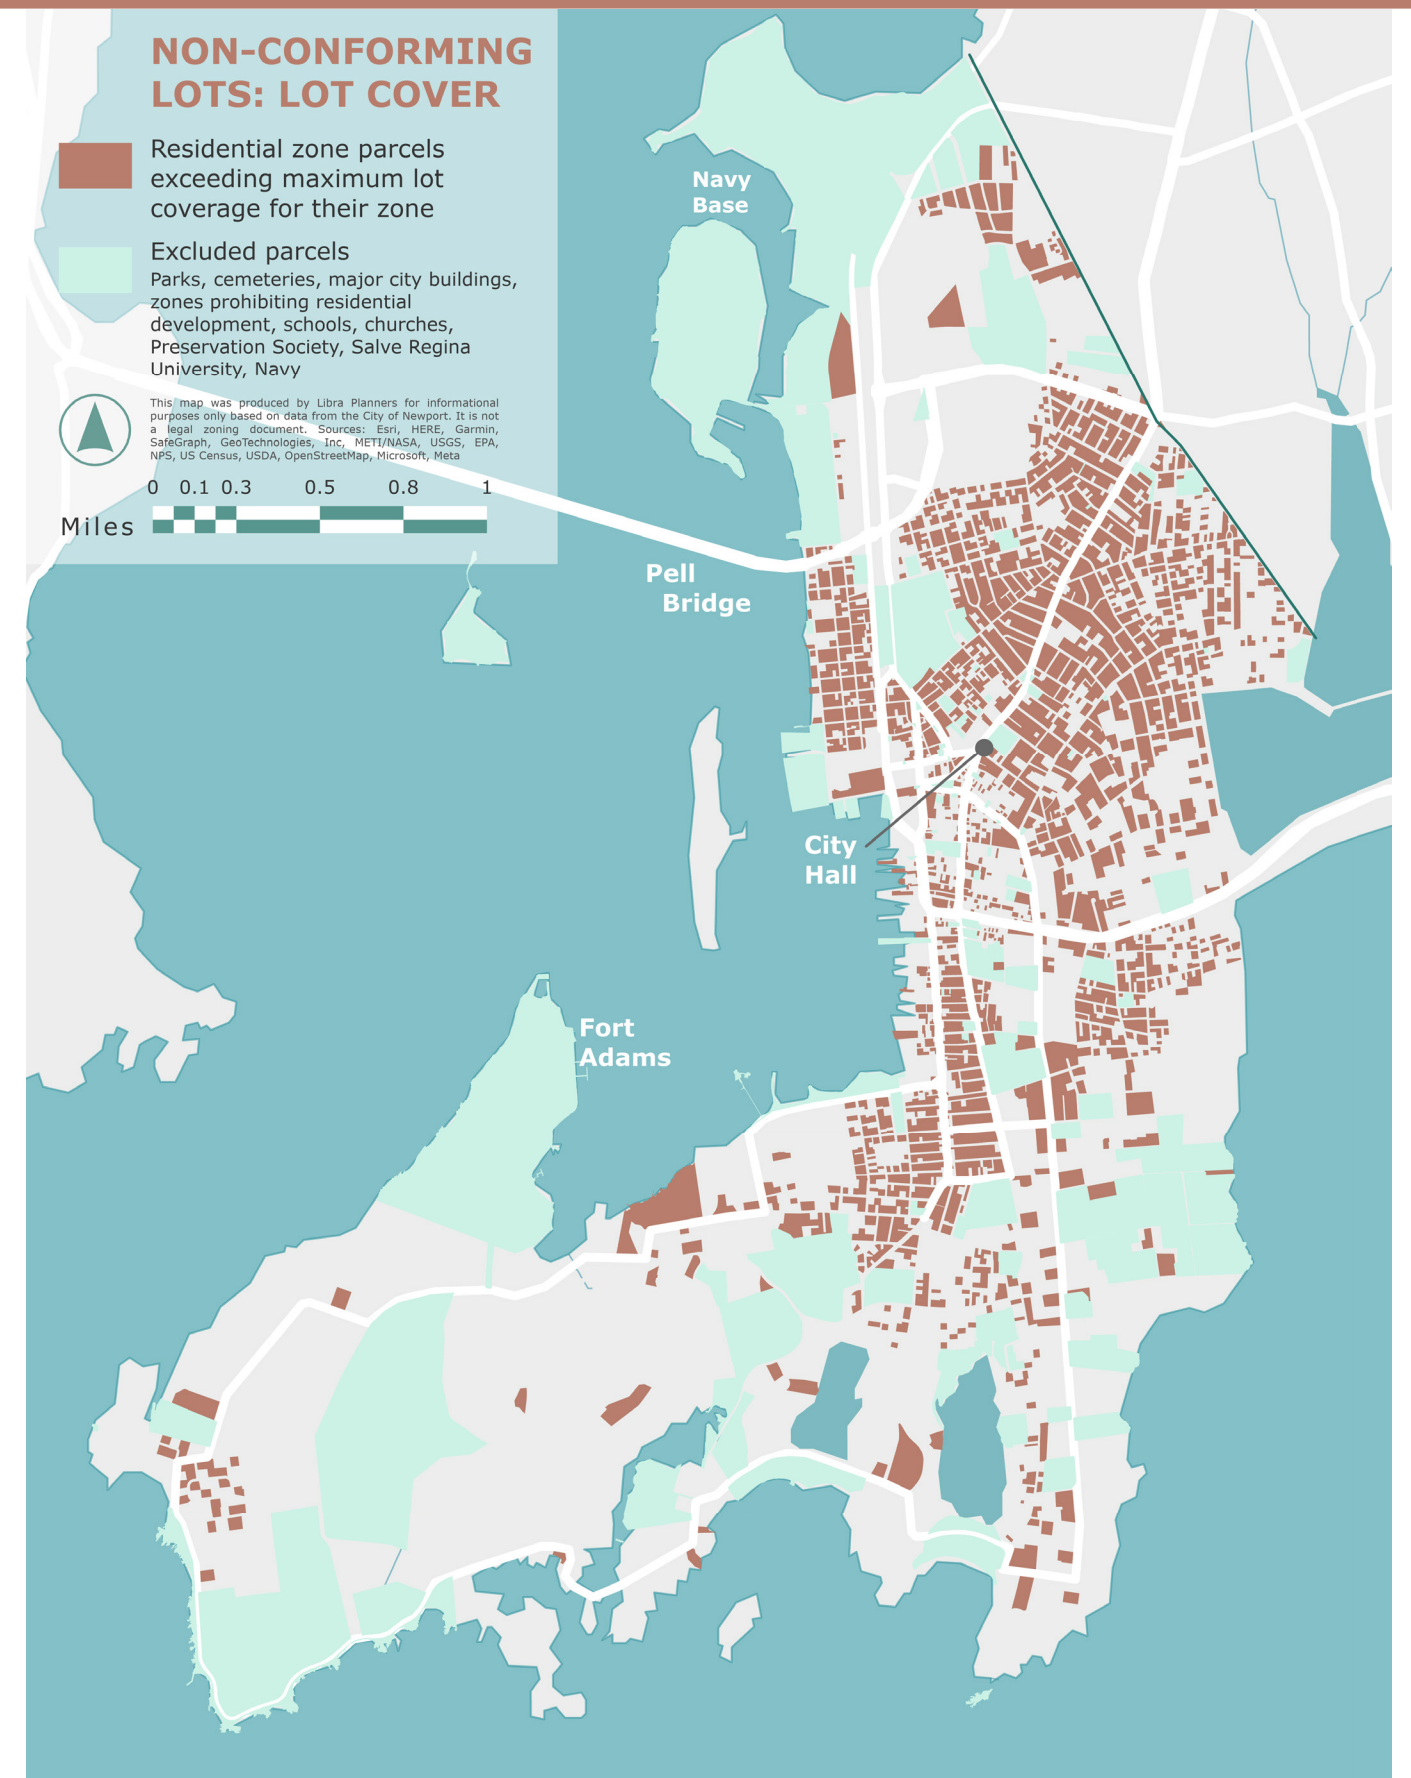 NON-CONFORMING
LOTS: LOT COVER
Residential zone parcels
exceeding maximum lot
coverage for their zone
Excluded parcels
Parks, cemeteries, major city buildings,
zones prohibiting residential
development, schools, churches,
Preservation Society, Salve Regina
University, Navy
This map was produced by Libra Planners for informational
purposes only based on data from the City of Newport. It is not
a legal zoning document. Sources: Esri, HERE, Garmin,
SafeGraph, GeoTechnologies, Inc, METI/NASA, USGS, EPA,
NPS, US Census, USDA, OpenStreetMap, Microsoft, Meta
0 0.1 0.3 0.5 0.8 1
Miles
Navy
Base
Pell
Bridge
City
Hall
Fort
Adams